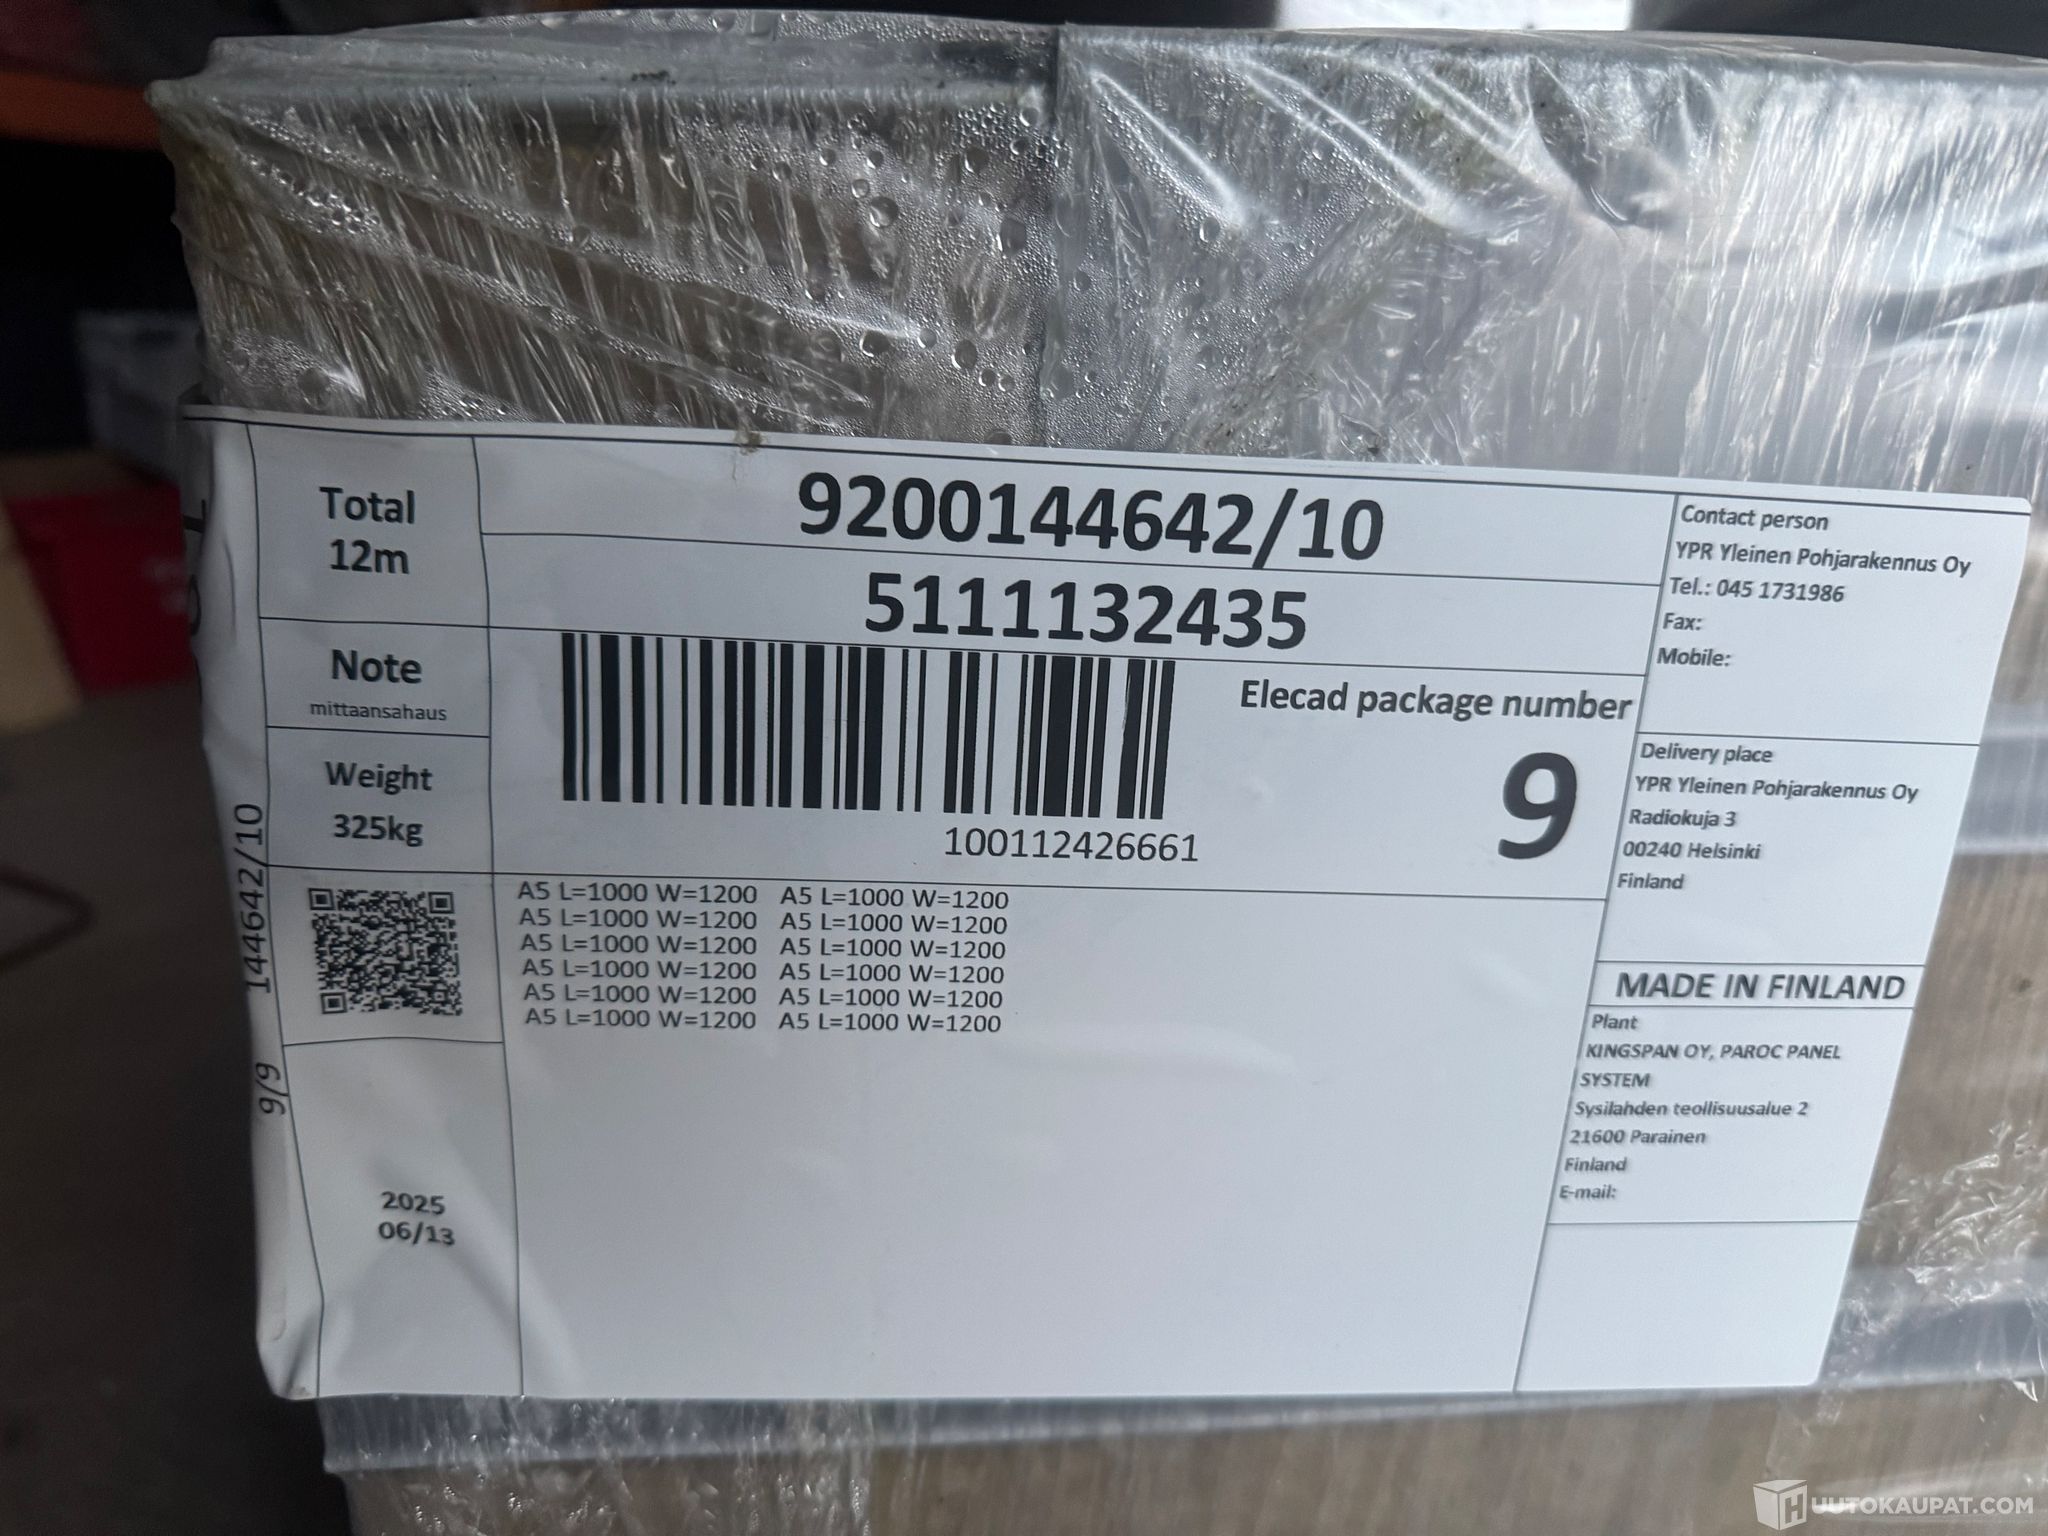 Total
12m
Note
mittaansahaus
Weight
325kg
2025
06/13
9/9 144642/10
9200144642/10
5111132435
100112426661
Elecad package number
9
A5 L=1000 W=1200 A5 L=1000 W=1200
A5 L=1000 W=1200 A5 L=1000 W=1200
A5 L=1000 W=1200 A5 L=1000 W=1200
A5 L=1000 W=1200 A5 L=1000 W=1200
A5 L=1000 W=1200 A5 L=1000 W=1200
A5 L=1000 W=1200 A5 L=1000 W=1200
Contact person
YPR Yleinen Pohjarakennus Oy
Tel.: 045 1731986
Fax:
Mobile:
Delivery place
YPR Yleinen Pohjarakennus Oy
Radiokuja 3
00240 Helsinki
Finland
MADE IN FINLAND
Plant
KINGSPAN OY, PAROC PANEL
SYSTEM
Sysilahden teollisuusalue 2
21600 Parainen
Finland
E-mail:
HUUTOKAUPAT.COM